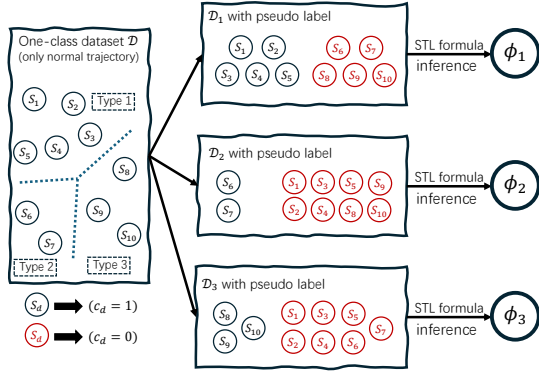 One-class dataset 𝒟
(only normal trajectory)
S₁
S₂
Type 1
S₃
S₄
S₅
S₈
S₆
S₉
S₇
S₁₀
Type 2
Type 3
S_d (c_d = 1)
S_d (c_d = 0)
𝒟₁ with pseudo label
S₁ S₂ S₆ S₇
S₃ S₄ S₅ S₈ S₉ S₁₀
STL formula
inference
ϕ₁
𝒟₂ with pseudo label
S₆ S₁ S₃ S₅ S₉
S₇ S₂ S₄ S₈ S₁₀
STL formula
inference
ϕ₂
𝒟₃ with pseudo label
S₈ S₁ S₃ S₅
S₁₀ S₇
S₉ S₂ S₄ S₆
STL formula
inference
ϕ₃